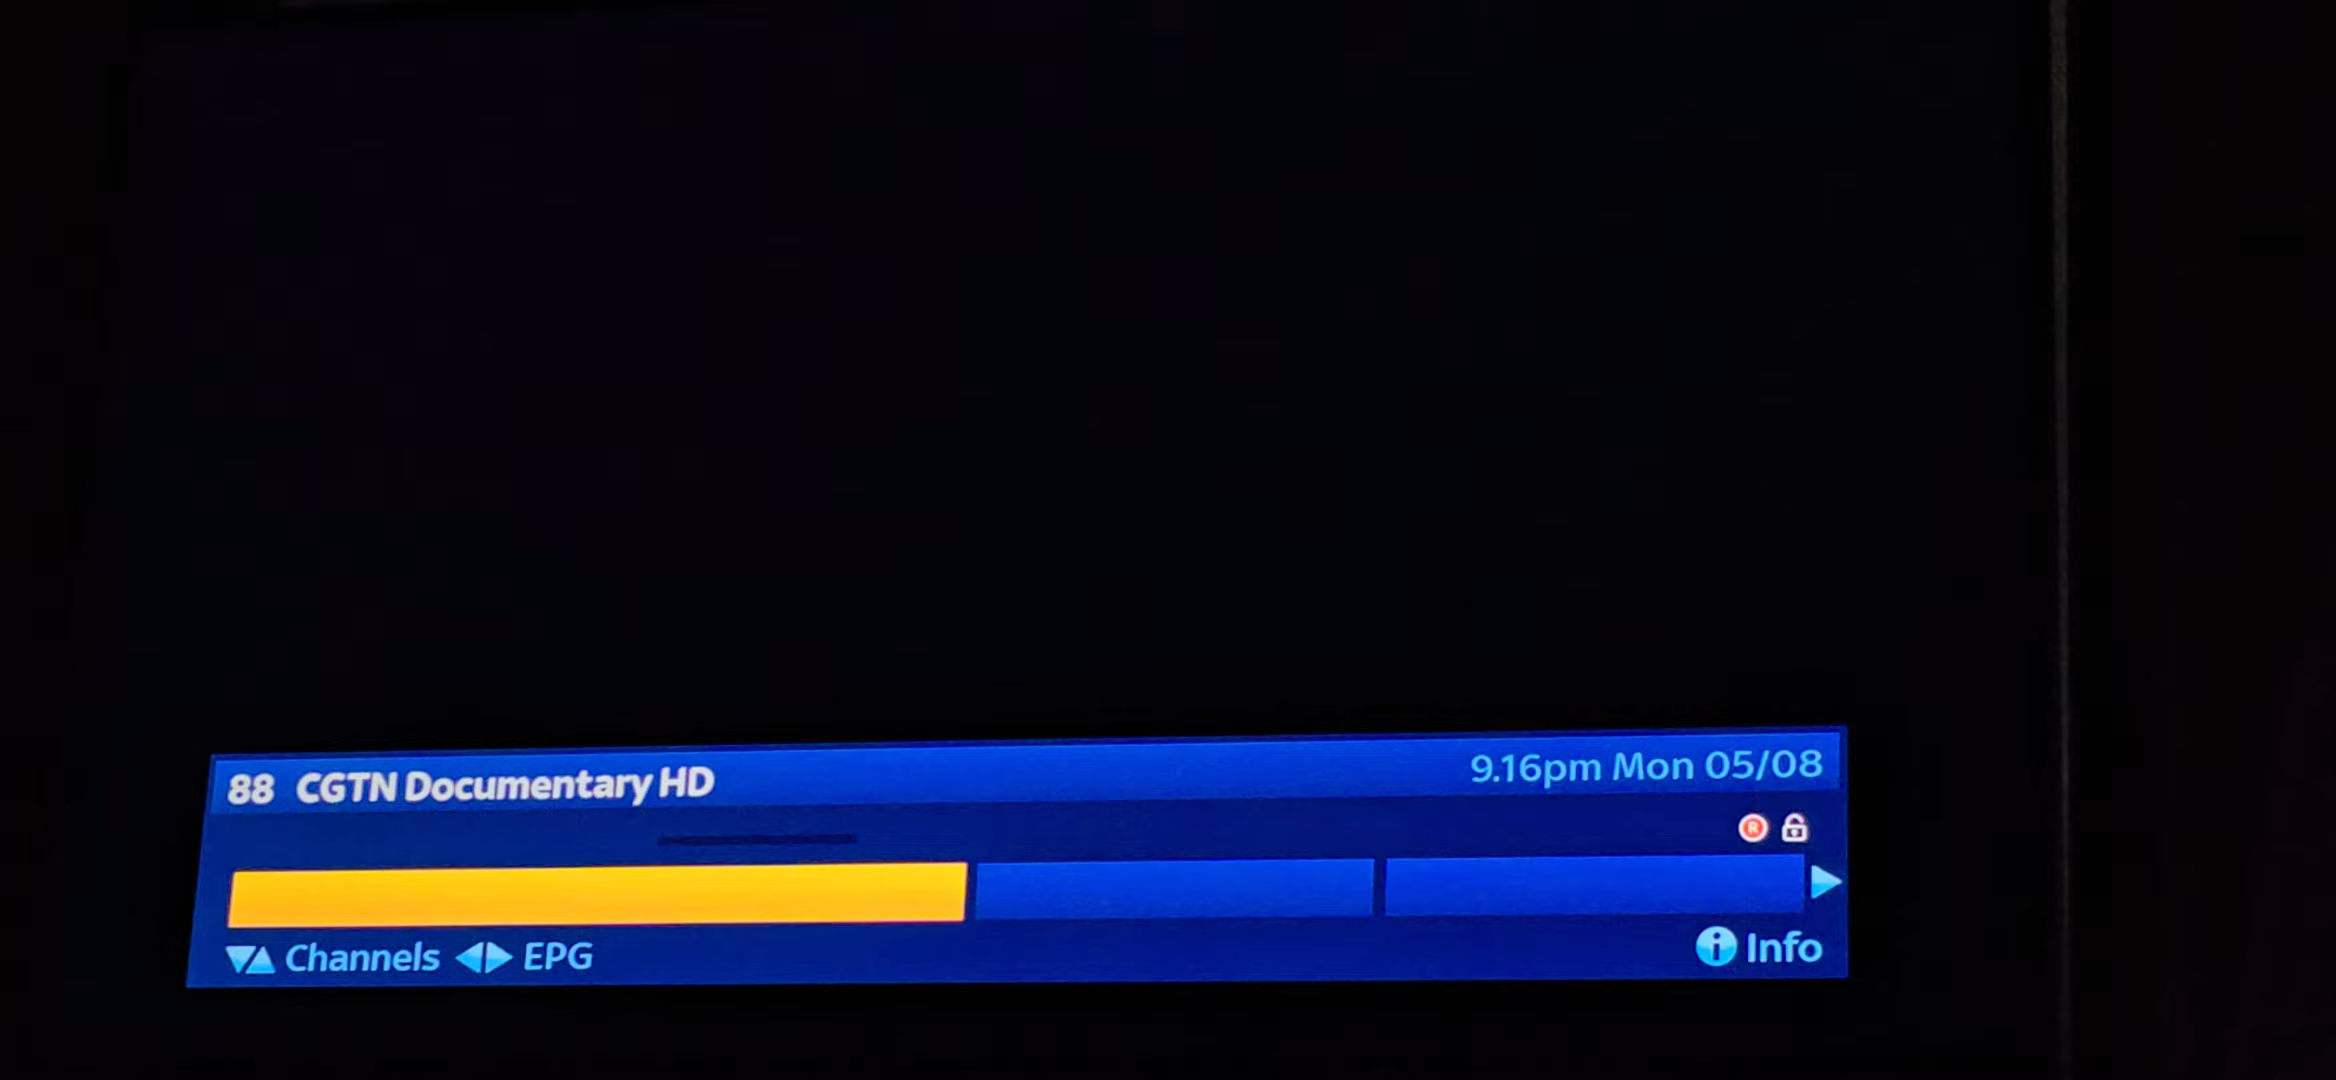 88 CGTN Documentary HD 9.16pm Mon 05/08
R
Channels EPG Info